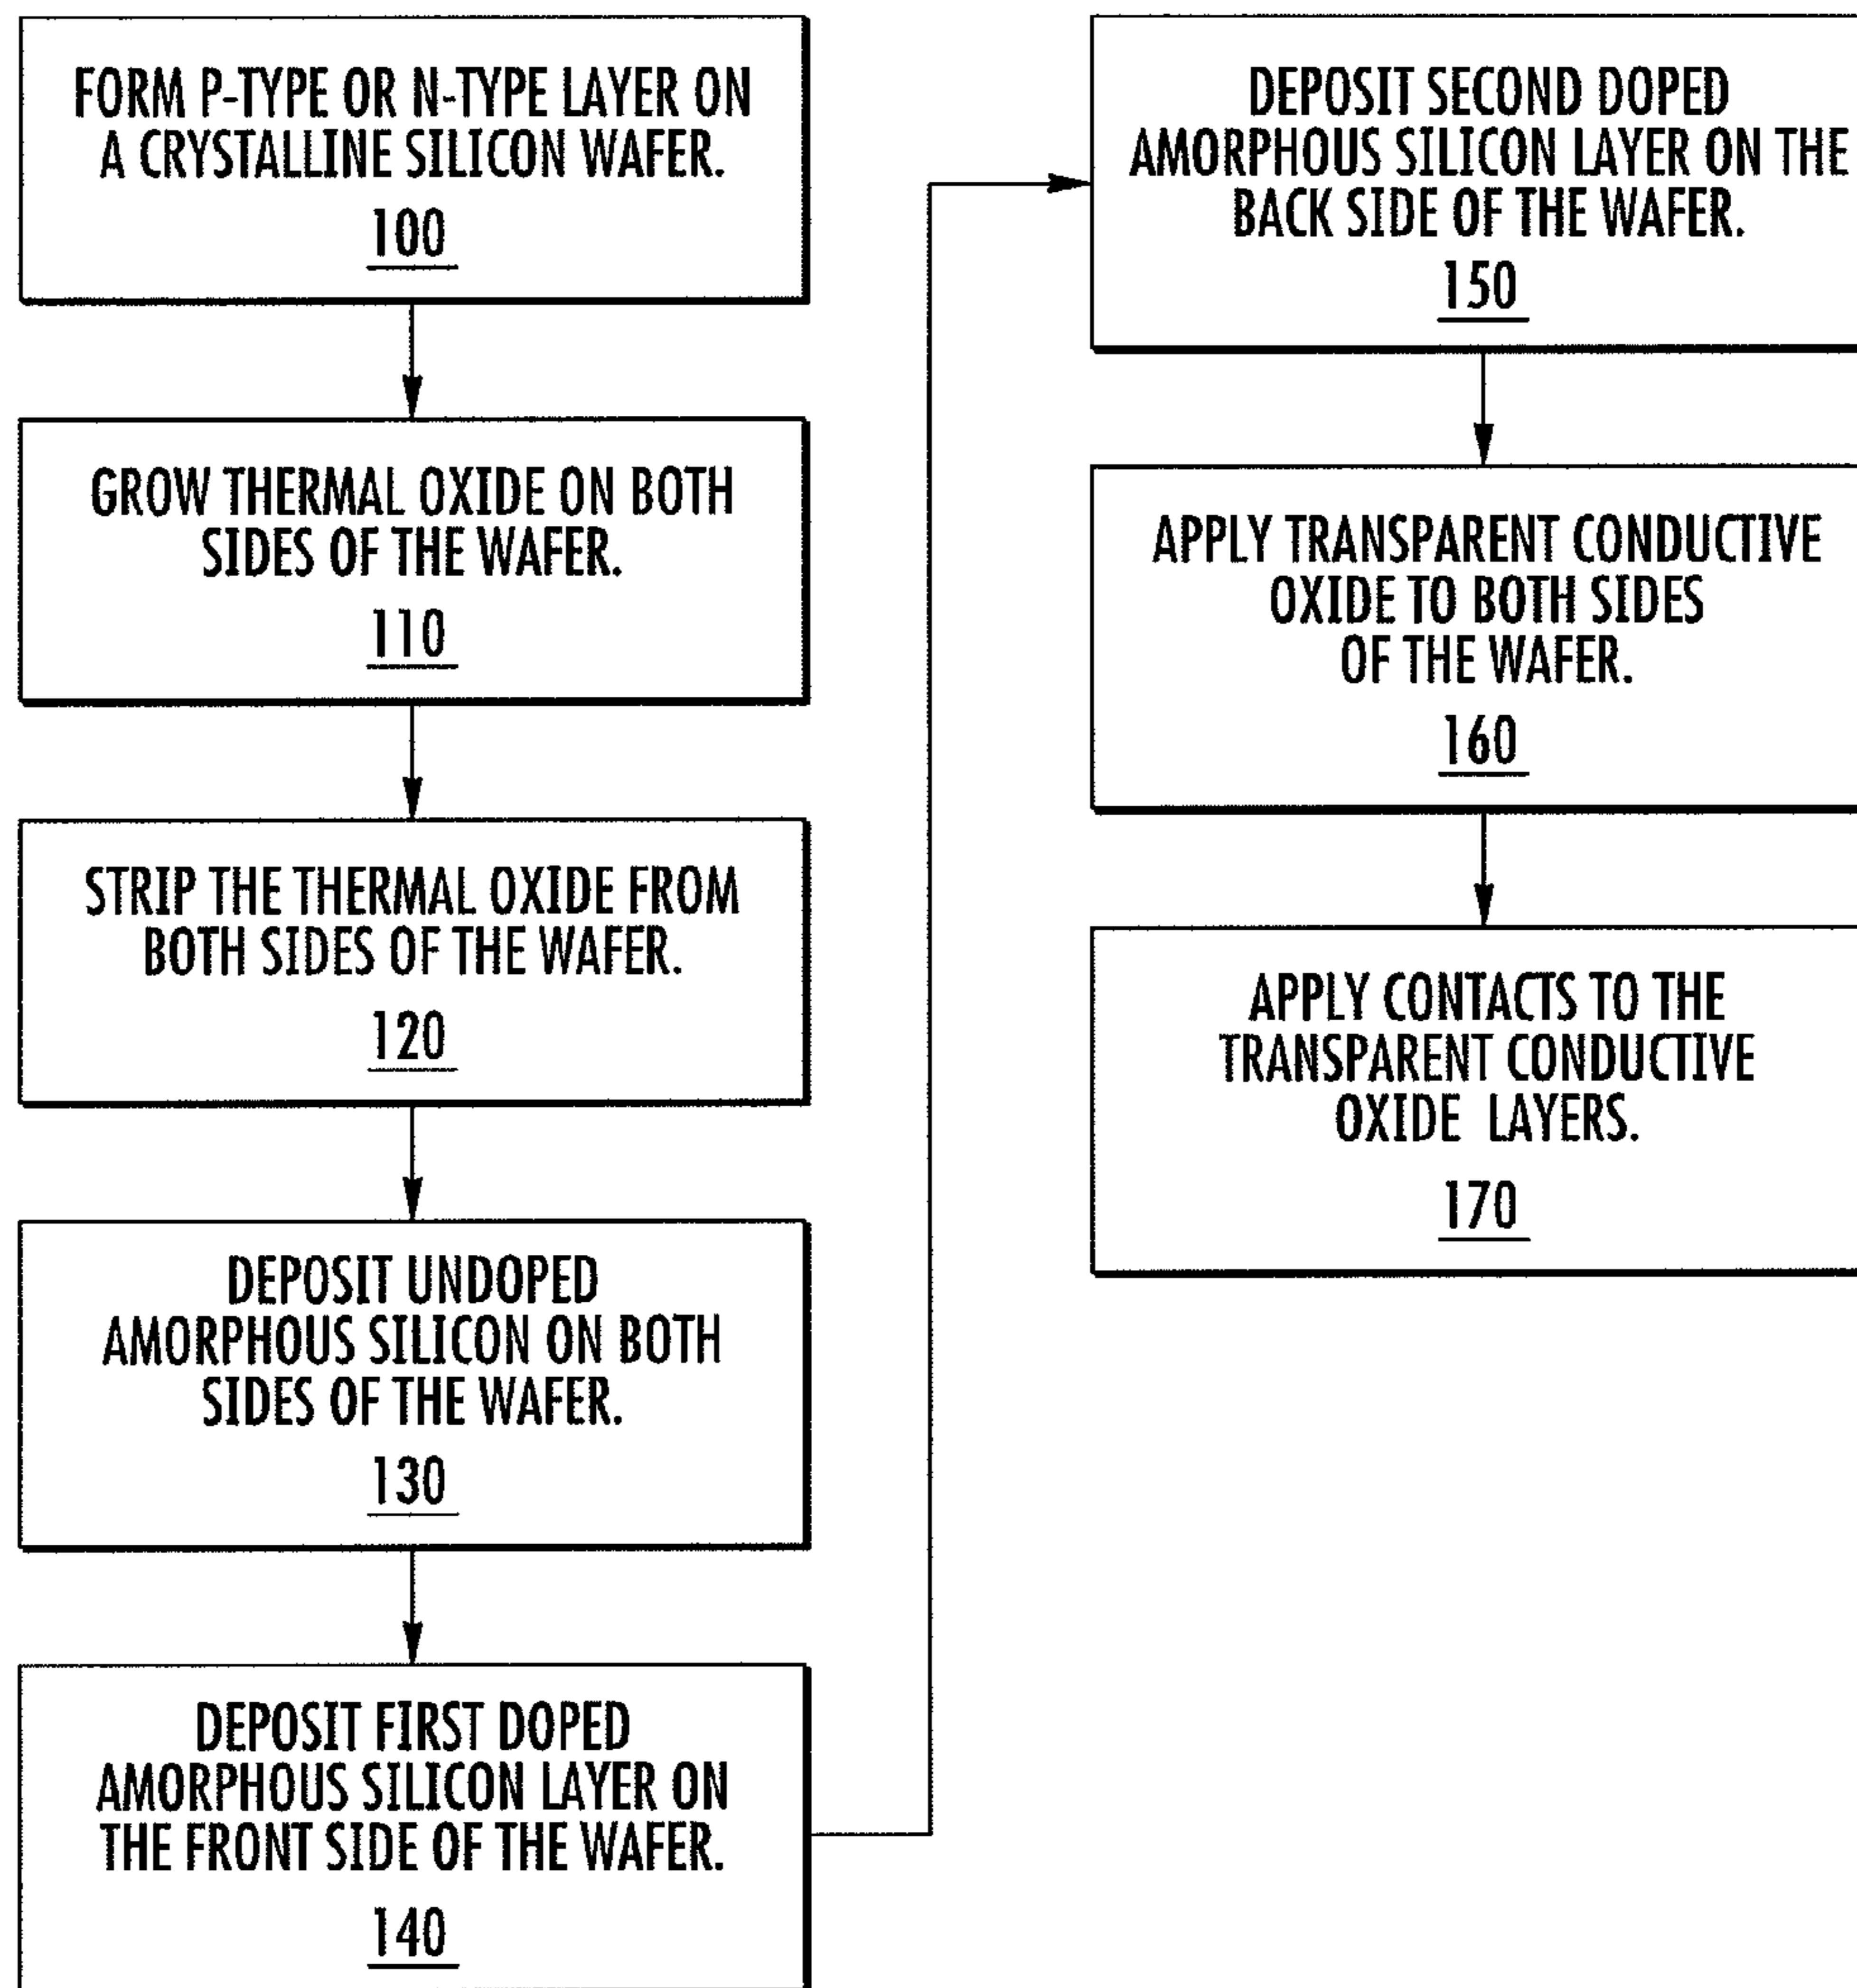 FORM P-TYPE OR N-TYPE LAYER ON
A CRYSTALLINE SILICON WAFER.
100
GROW THERMAL OXIDE ON BOTH
SIDES OF THE WAFER.
110
STRIP THE THERMAL OXIDE FROM
BOTH SIDES OF THE WAFER.
120
DEPOSIT UNDOPED
AMORPHOUS SILICON ON BOTH
SIDES OF THE WAFER.
130
DEPOSIT FIRST DOPED
AMORPHOUS SILICON LAYER ON
THE FRONT SIDE OF THE WAFER.
140
DEPOSIT SECOND DOPED
AMORPHOUS SILICON LAYER ON THE
BACK SIDE OF THE WAFER.
150
APPLY TRANSPARENT CONDUCTIVE
OXIDE TO BOTH SIDES
OF THE WAFER.
160
APPLY CONTACTS TO THE
TRANSPARENT CONDUCTIVE
OXIDE LAYERS.
170